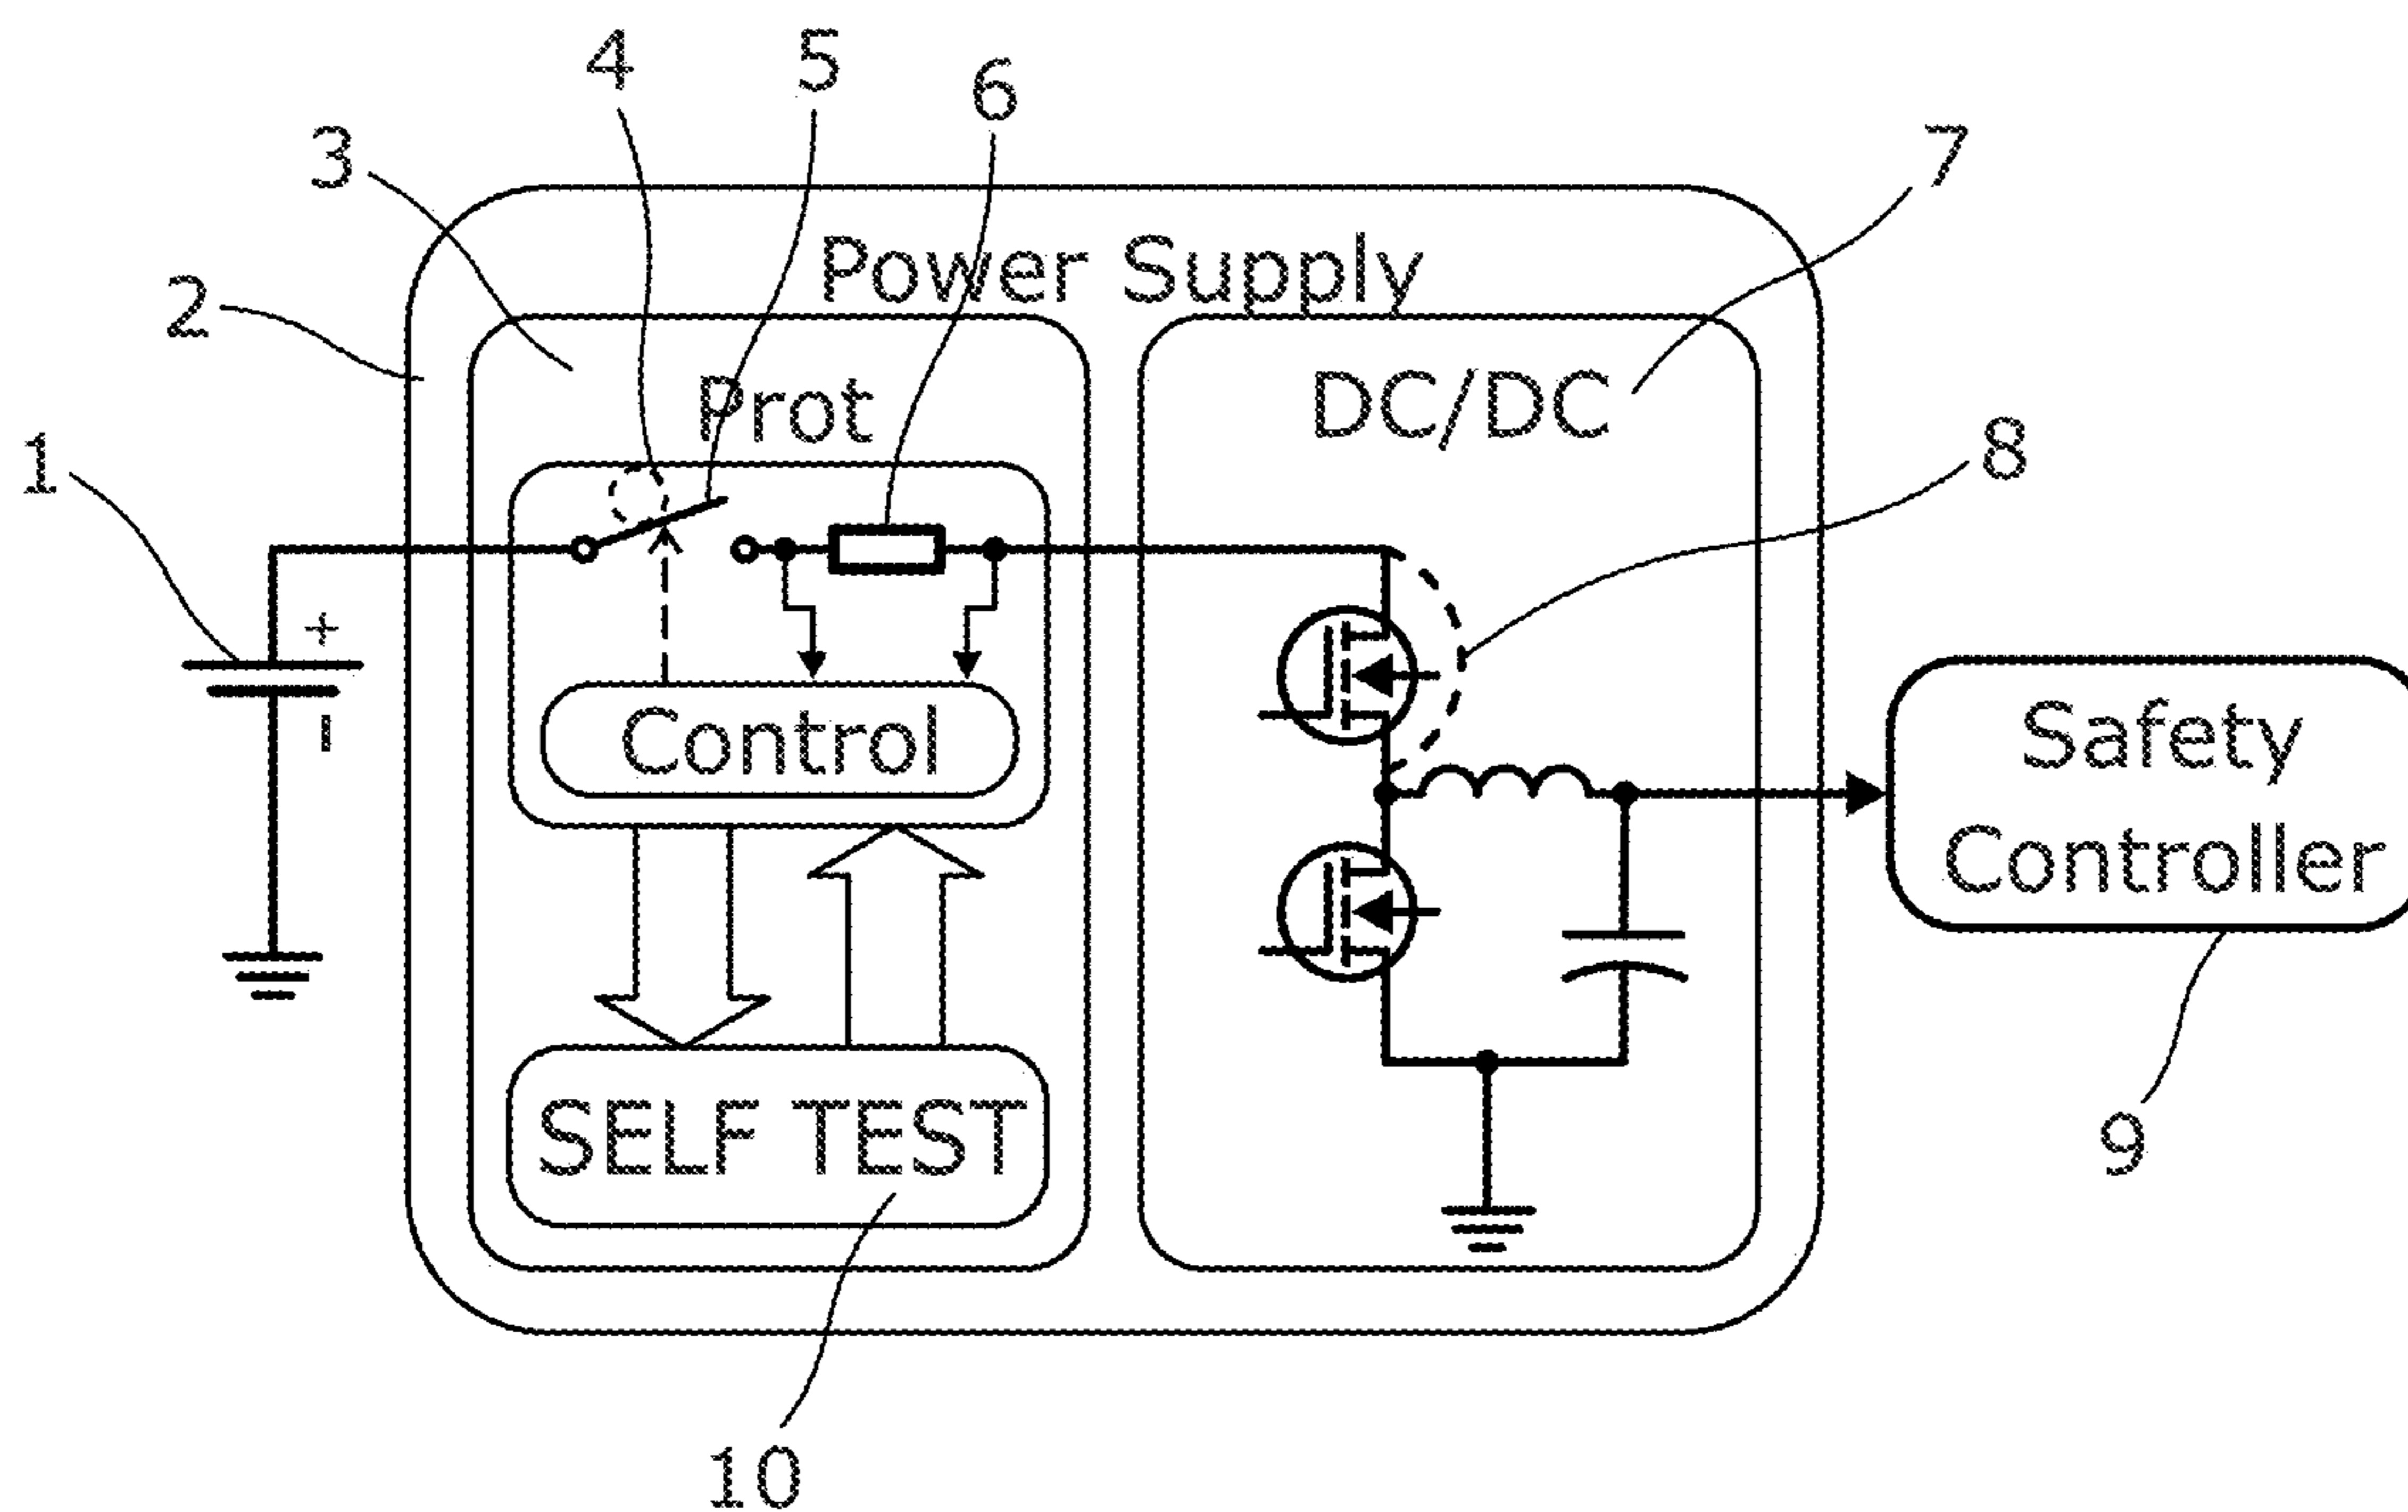 4
5
6
3
7
Power Supply
2
Prot
DC/DC
1
8
+
Control
Safety
Controller
-
SELF TEST
9
10